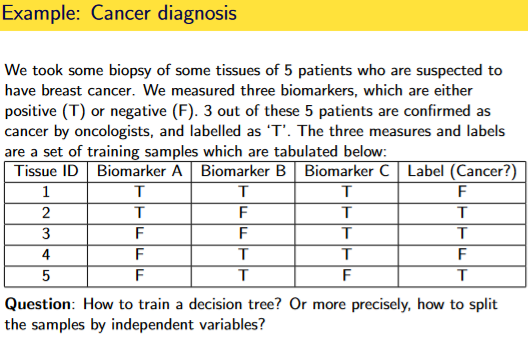 Example: Cancer diagnosis
We took some biopsy of some tissues of 5 patients who are suspected to
have breast cancer. We measured three biomarkers, which are either
positive (T) or negative (F). 3 out of these 5 patients are confirmed as
cancer by oncologists, and labelled as ‘T’. The three measures and labels
are a set of training samples which are tabulated below:
Tissue ID Biomarker A Biomarker B Biomarker C Label (Cancer?)
1 T T T F
2 T F T T
3 F F T T
4 F T T F
5 F T F T
Question: How to train a decision tree? Or more precisely, how to split
the samples by independent variables?